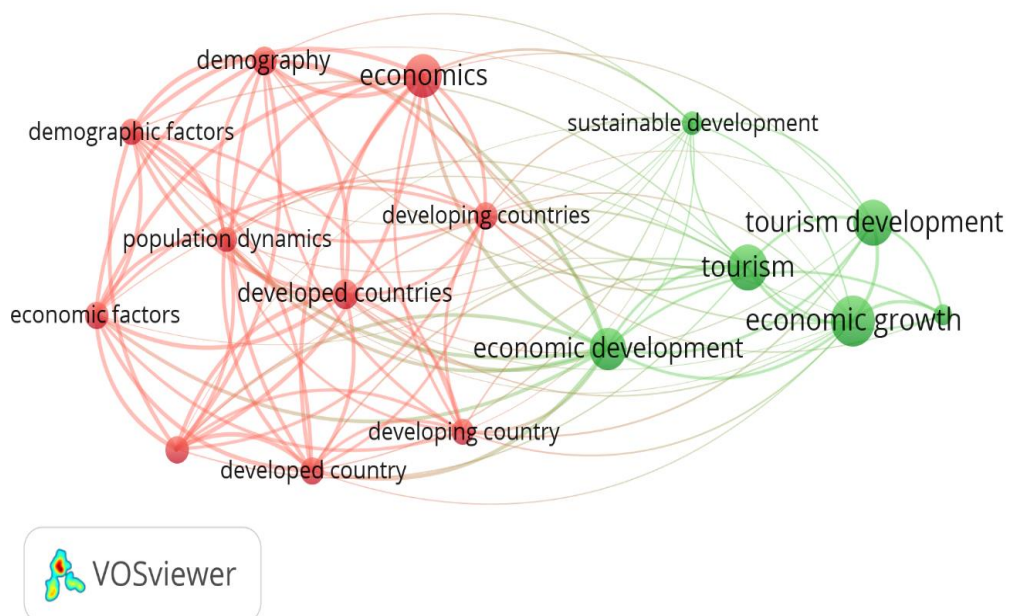 demography
economics
demographic factors
sustainable development
developing countries
tourism development
population dynamics
tourism
developed countries
economic factors
economic growth
economic development
developing country
developed country
VOSviewer